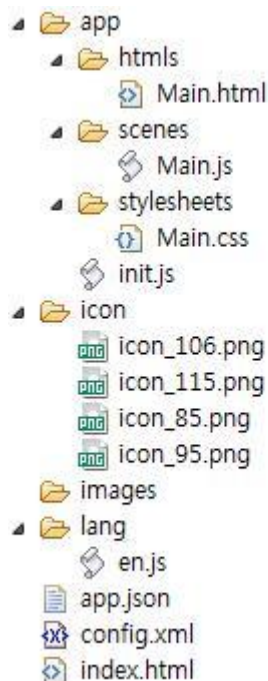 app
htmls
Main.html
scenes
Main.js
stylesheets
Main.css
init.js
icon
icon_106.png
icon_115.png
icon_85.png
icon_95.png
images
lang
en.js
app.json
config.xml
index.html